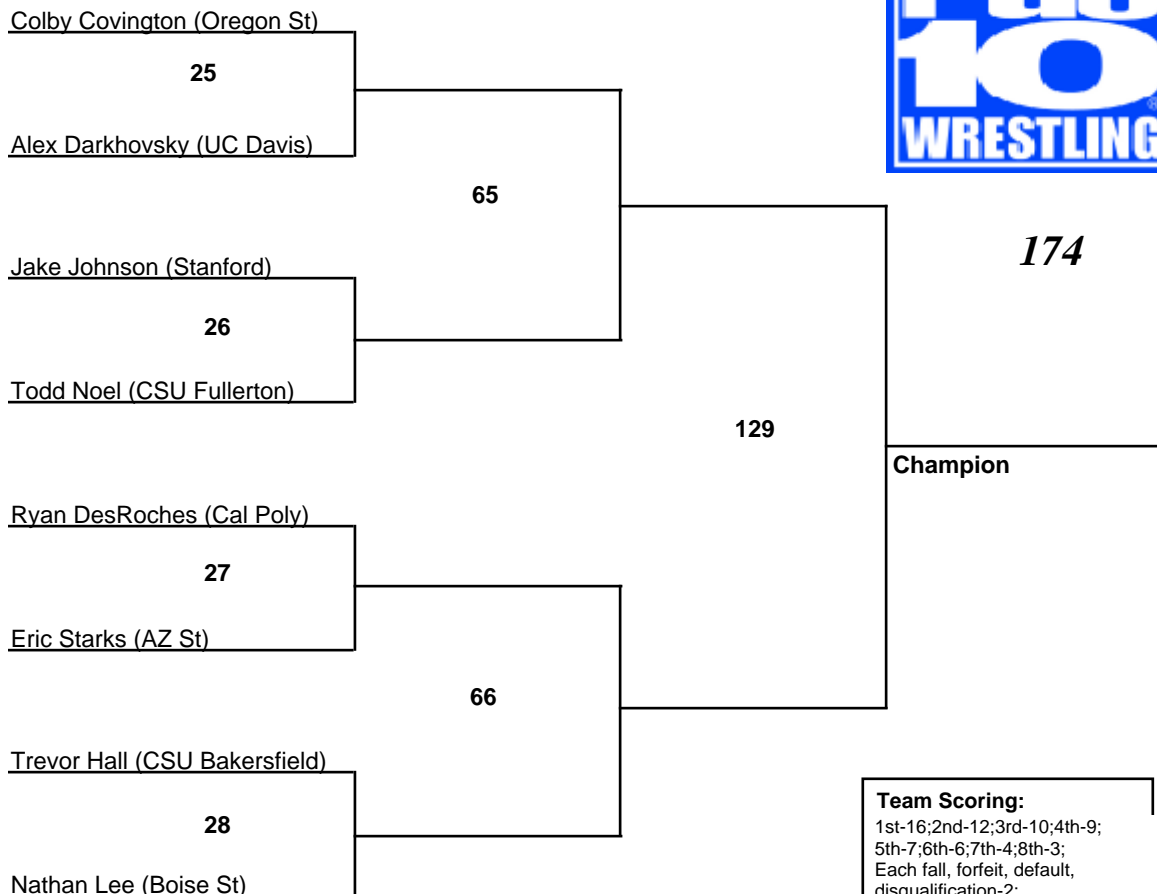 Colby Covington (Oregon St)
25
Alex Darkhovsky (UC Davis)
65
Jake Johnson (Stanford)
26
Todd Noel (CSU Fullerton)
129
Ryan DesRoches (Cal Poly)
27
Eric Starks (AZ St)
66
Trevor Hall (CSU Bakersfield)
28
Nathan Lee (Boise St)
10
WRESTLING
174
Champion
Team Scoring:
1st-16;2nd-12;3rd-10;4th-9;
5th-7;6th-6;7th-4;8th-3;
Each fall, forfeit, default,
disqualification-2;